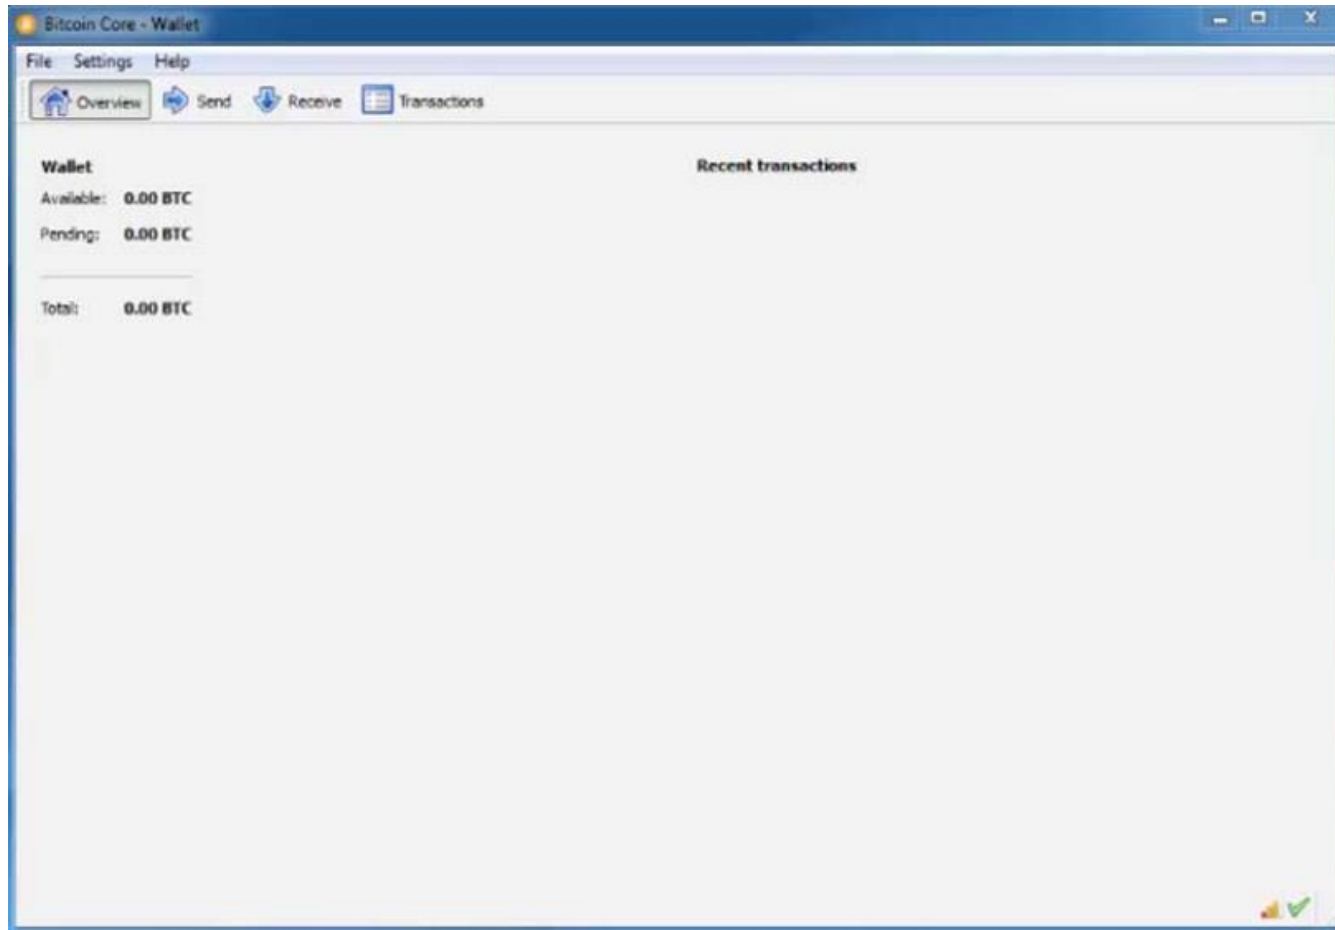 Bitcoin Core - Wallet
File Settings Help
Overview Send Receive Transactions
Wallet
Recent transactions
Available: 0.00 BTC
Pending: 0.00 BTC
Total: 0.00 BTC